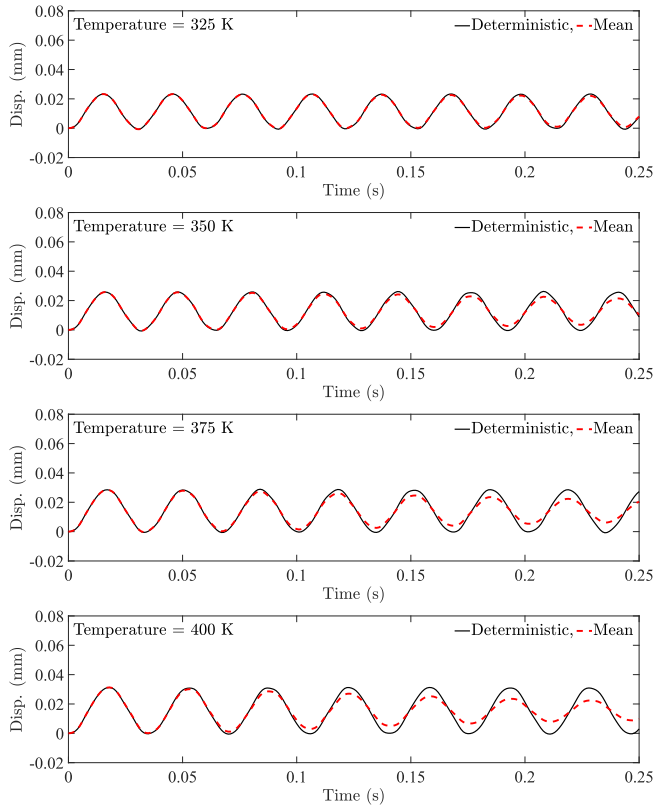 Temperature = 325 K
Deterministic, Mean
0.08
0.06
0.04
0.02
0
-0.02
Disp. (mm)
0 0.05 0.1 0.15 0.2 0.25
Time (s)
Temperature = 350 K
Deterministic, Mean
0.08
0.06
0.04
0.02
0
-0.02
Disp. (mm)
0 0.05 0.1 0.15 0.2 0.25
Time (s)
Temperature = 375 K
Deterministic, Mean
0.08
0.06
0.04
0.02
0
-0.02
Disp. (mm)
0 0.05 0.1 0.15 0.2 0.25
Time (s)
Temperature = 400 K
Deterministic, Mean
0.08
0.06
0.04
0.02
0
-0.02
Disp. (mm)
0 0.05 0.1 0.15 0.2 0.25
Time (s)